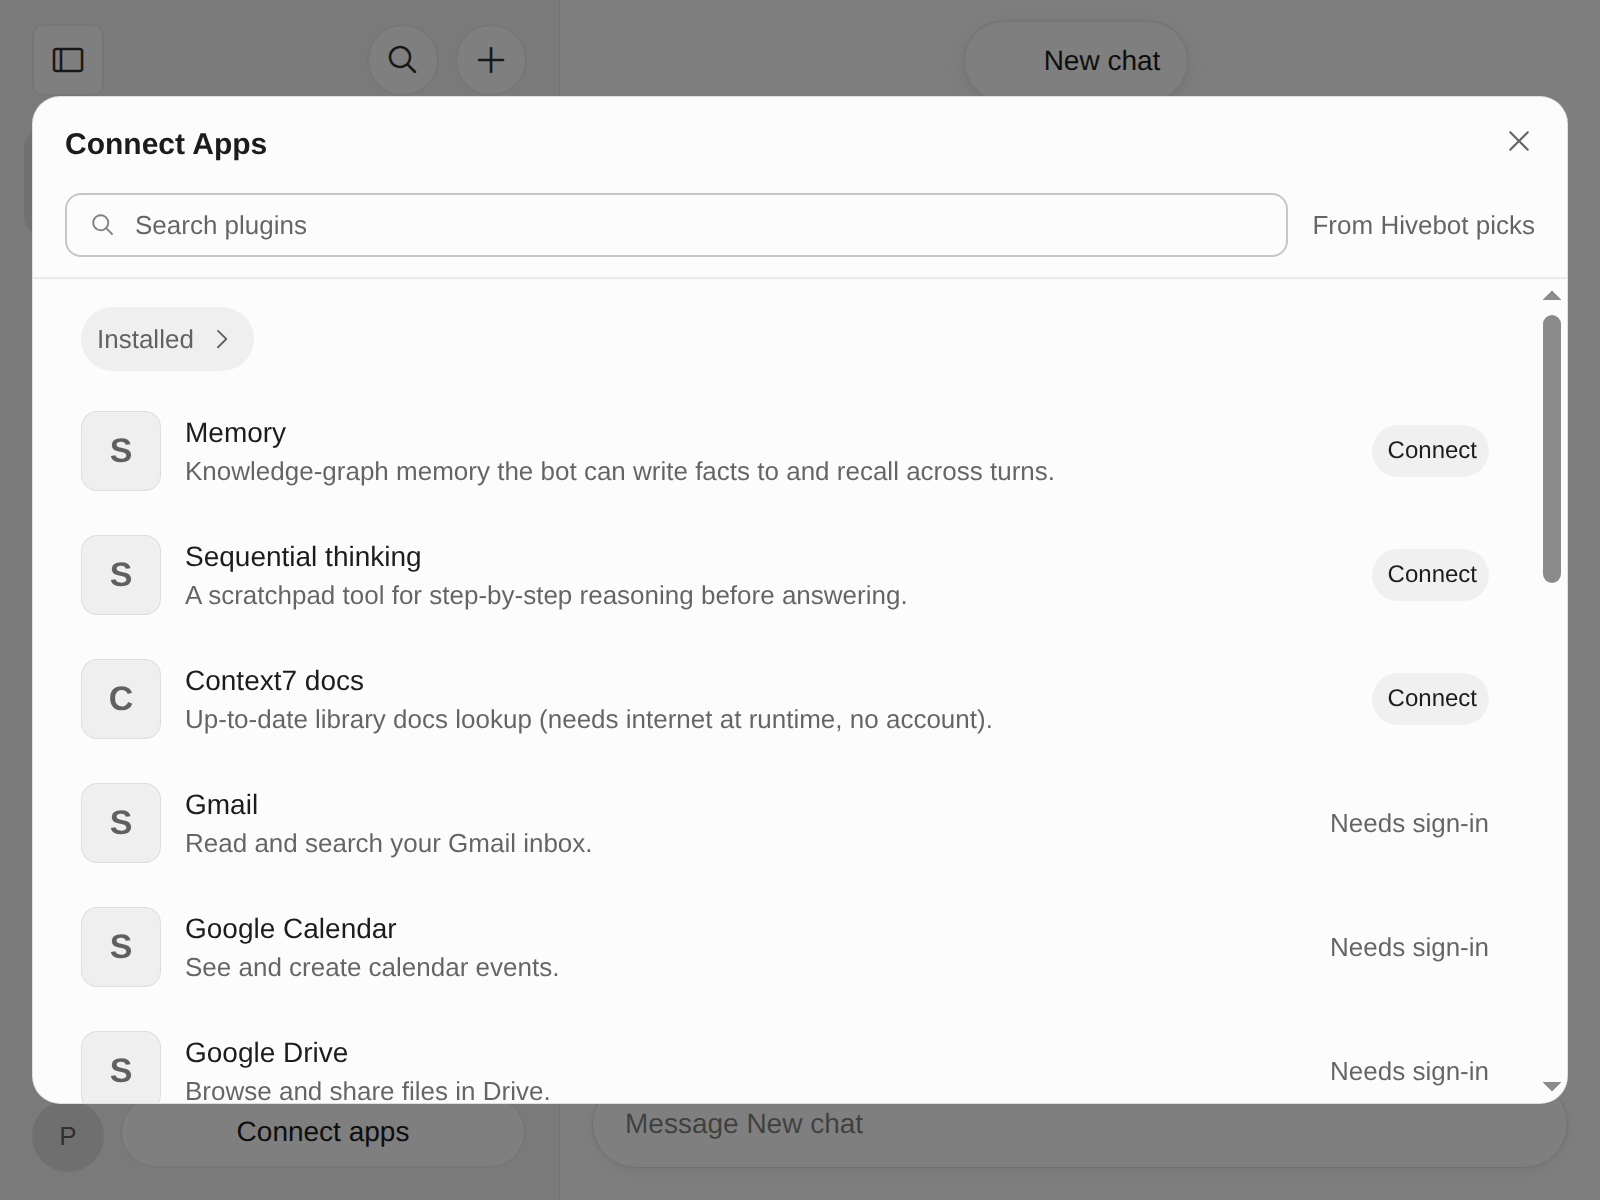 New chat
Connect Apps
Search plugins
From Hivebot picks
Installed
S
Memory
Knowledge-graph memory the bot can write facts to and recall across turns.
Connect
S
Sequential thinking
A scratchpad tool for step-by-step reasoning before answering.
Connect
C
Context7 docs
Up-to-date library docs lookup (needs internet at runtime, no account).
Connect
S
Gmail
Read and search your Gmail inbox.
Needs sign-in
S
Google Calendar
See and create calendar events.
Needs sign-in
S
Google Drive
Browse and share files in Drive.
Needs sign-in
P
Connect apps
Message New chat